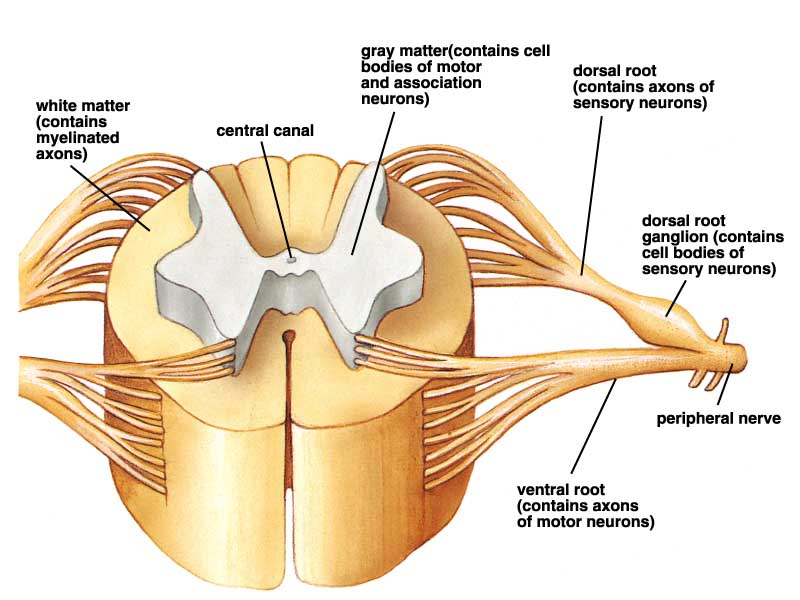 gray matter(contains cell
bodies of motor
and association
neurons)
dorsal root
(contains axons of
sensory neurons)
white matter
(contains
myelinated
axons)
central canal
dorsal root
ganglion (contains
cell bodies of
sensory neurons)
peripheral nerve
ventral root
(contains axons
of motor neurons)